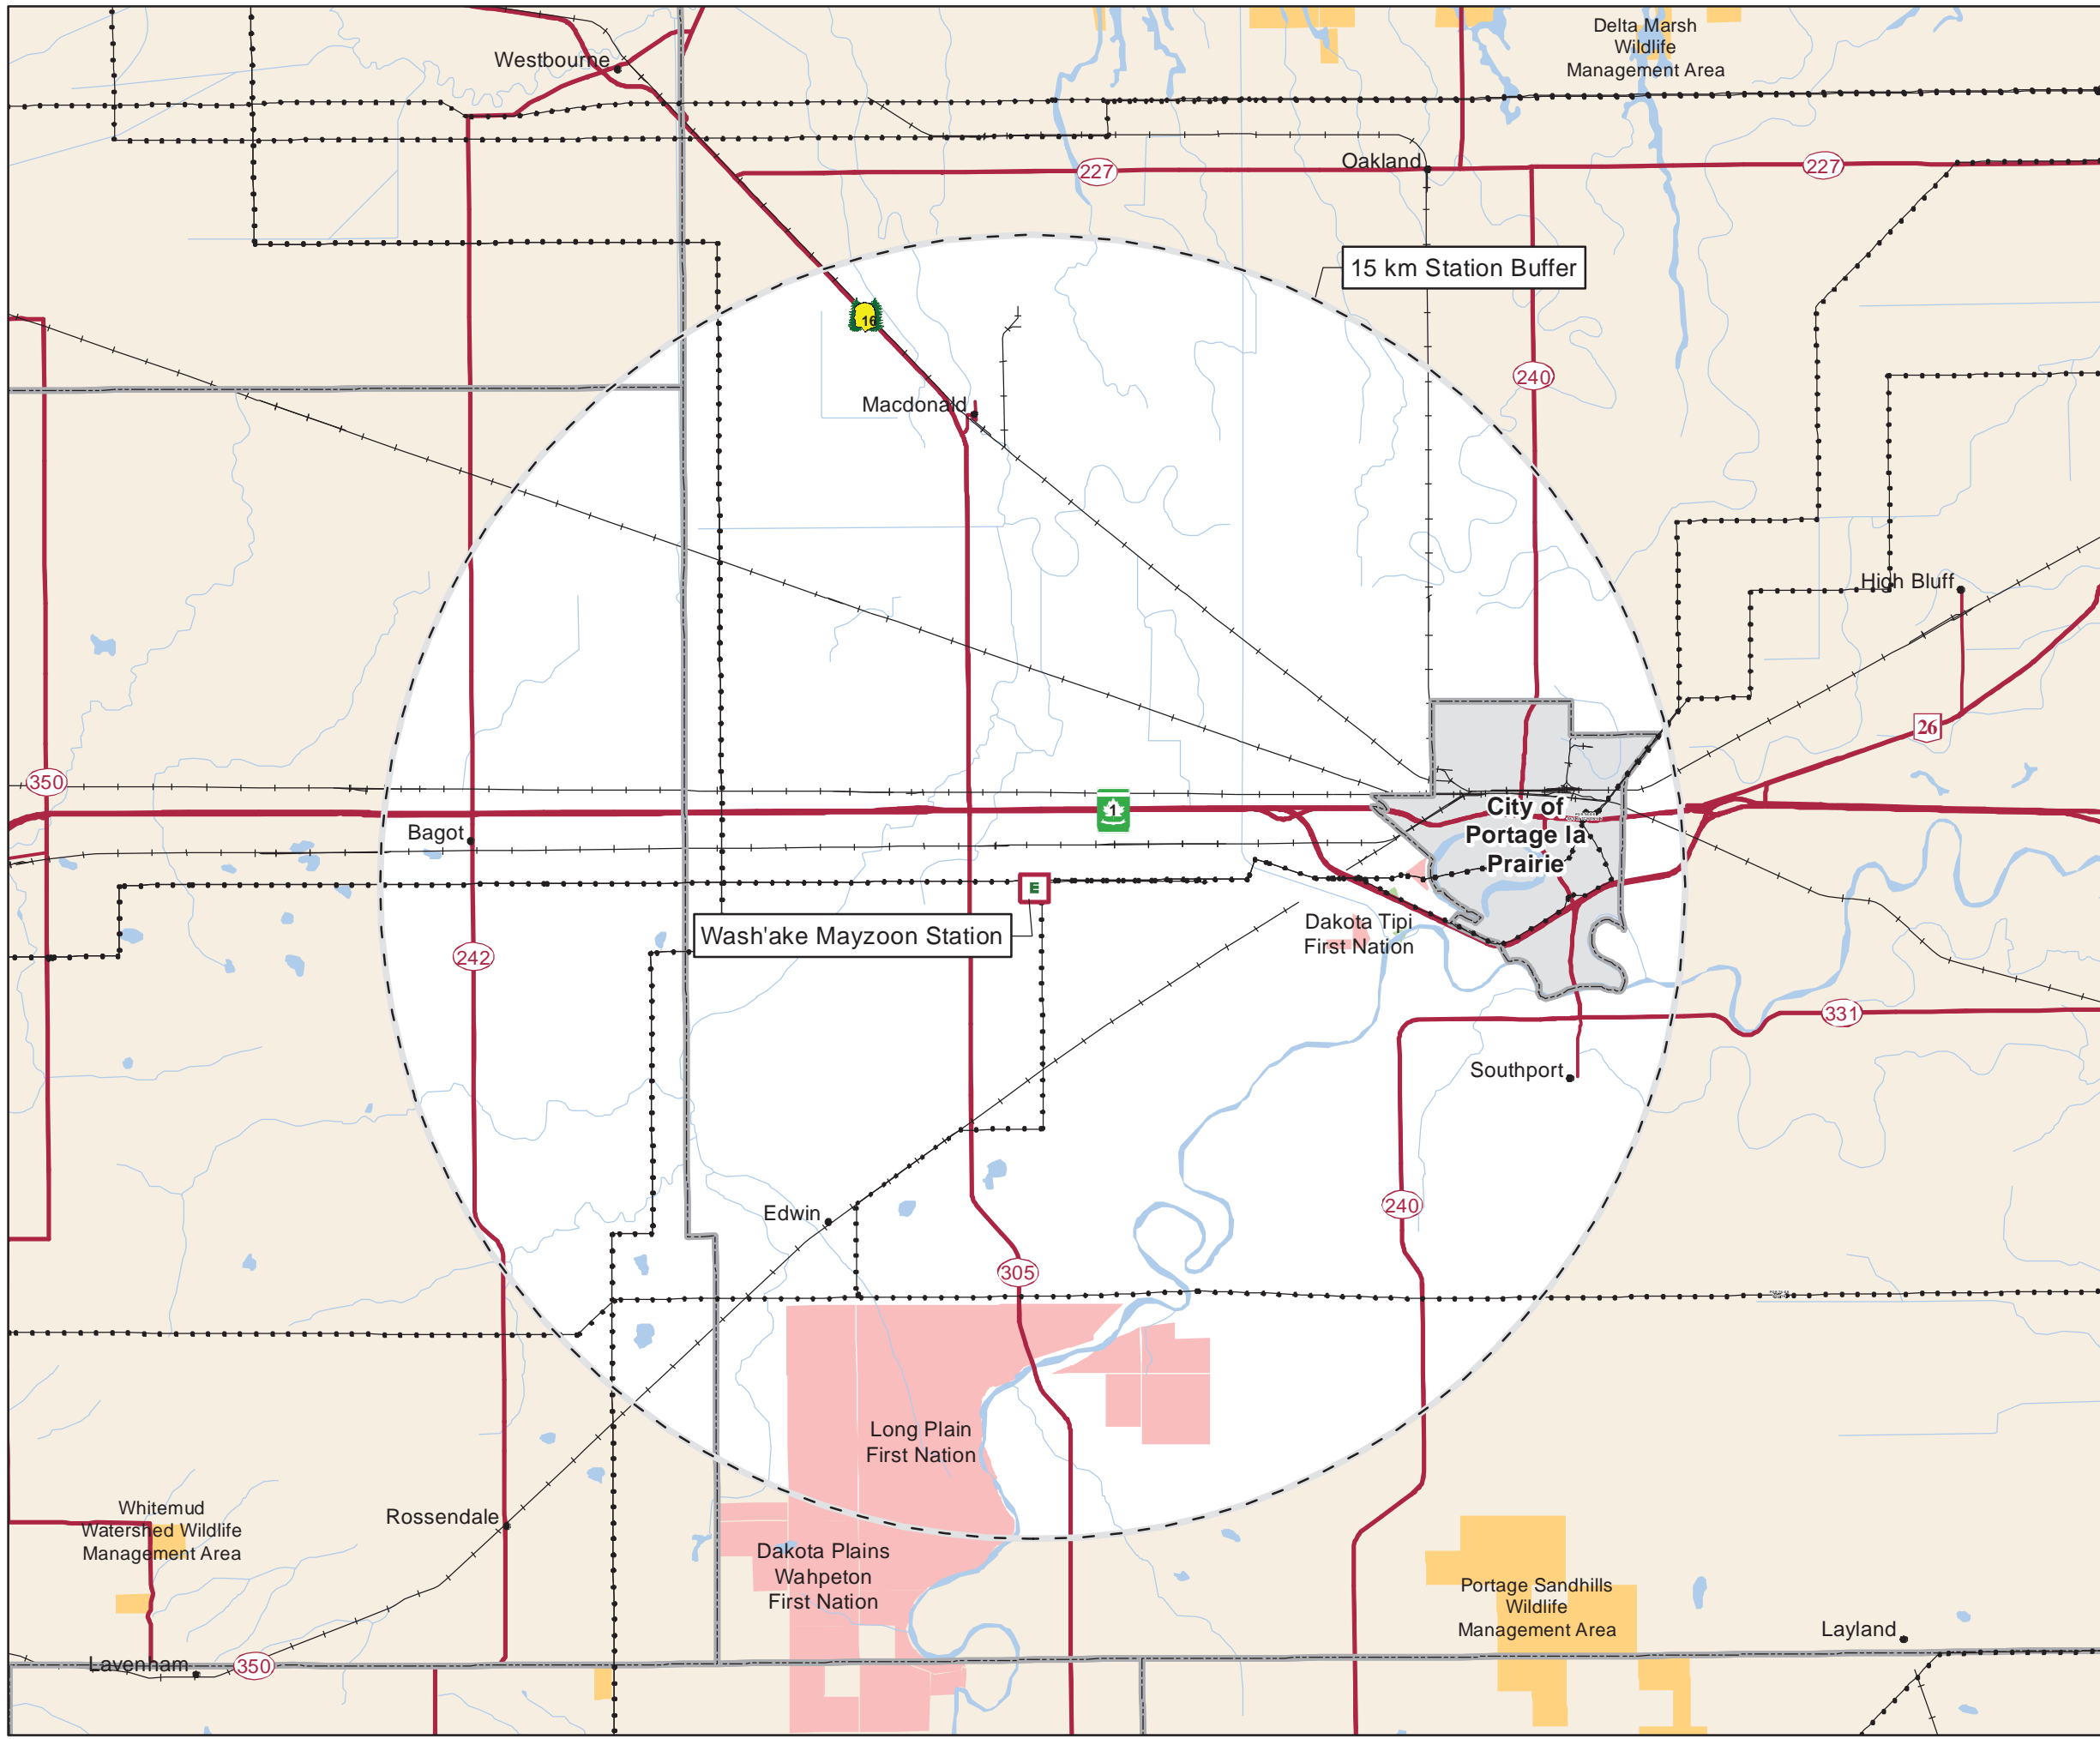 Delta Marsh
Wildlife
Management Area
Westbourne
Oakland
227
227
15 km Station Buffer
16
240
Macdonald
High Bluff
26
350
1
City of
Portage la
Prairie
Bagot
E
Wash'ake Mayzoon Station
Dakota Tipi
First Nation
242
331
Southport
240
Edwin
305
Long Plain
First Nation
Whitemud
Watershed Wildlife
Management Area
Rossendale
Dakota Plains
Wahpeton
First Nation
Portage Sandhills
Wildlife
Management Area
Layland
Lavenham
350